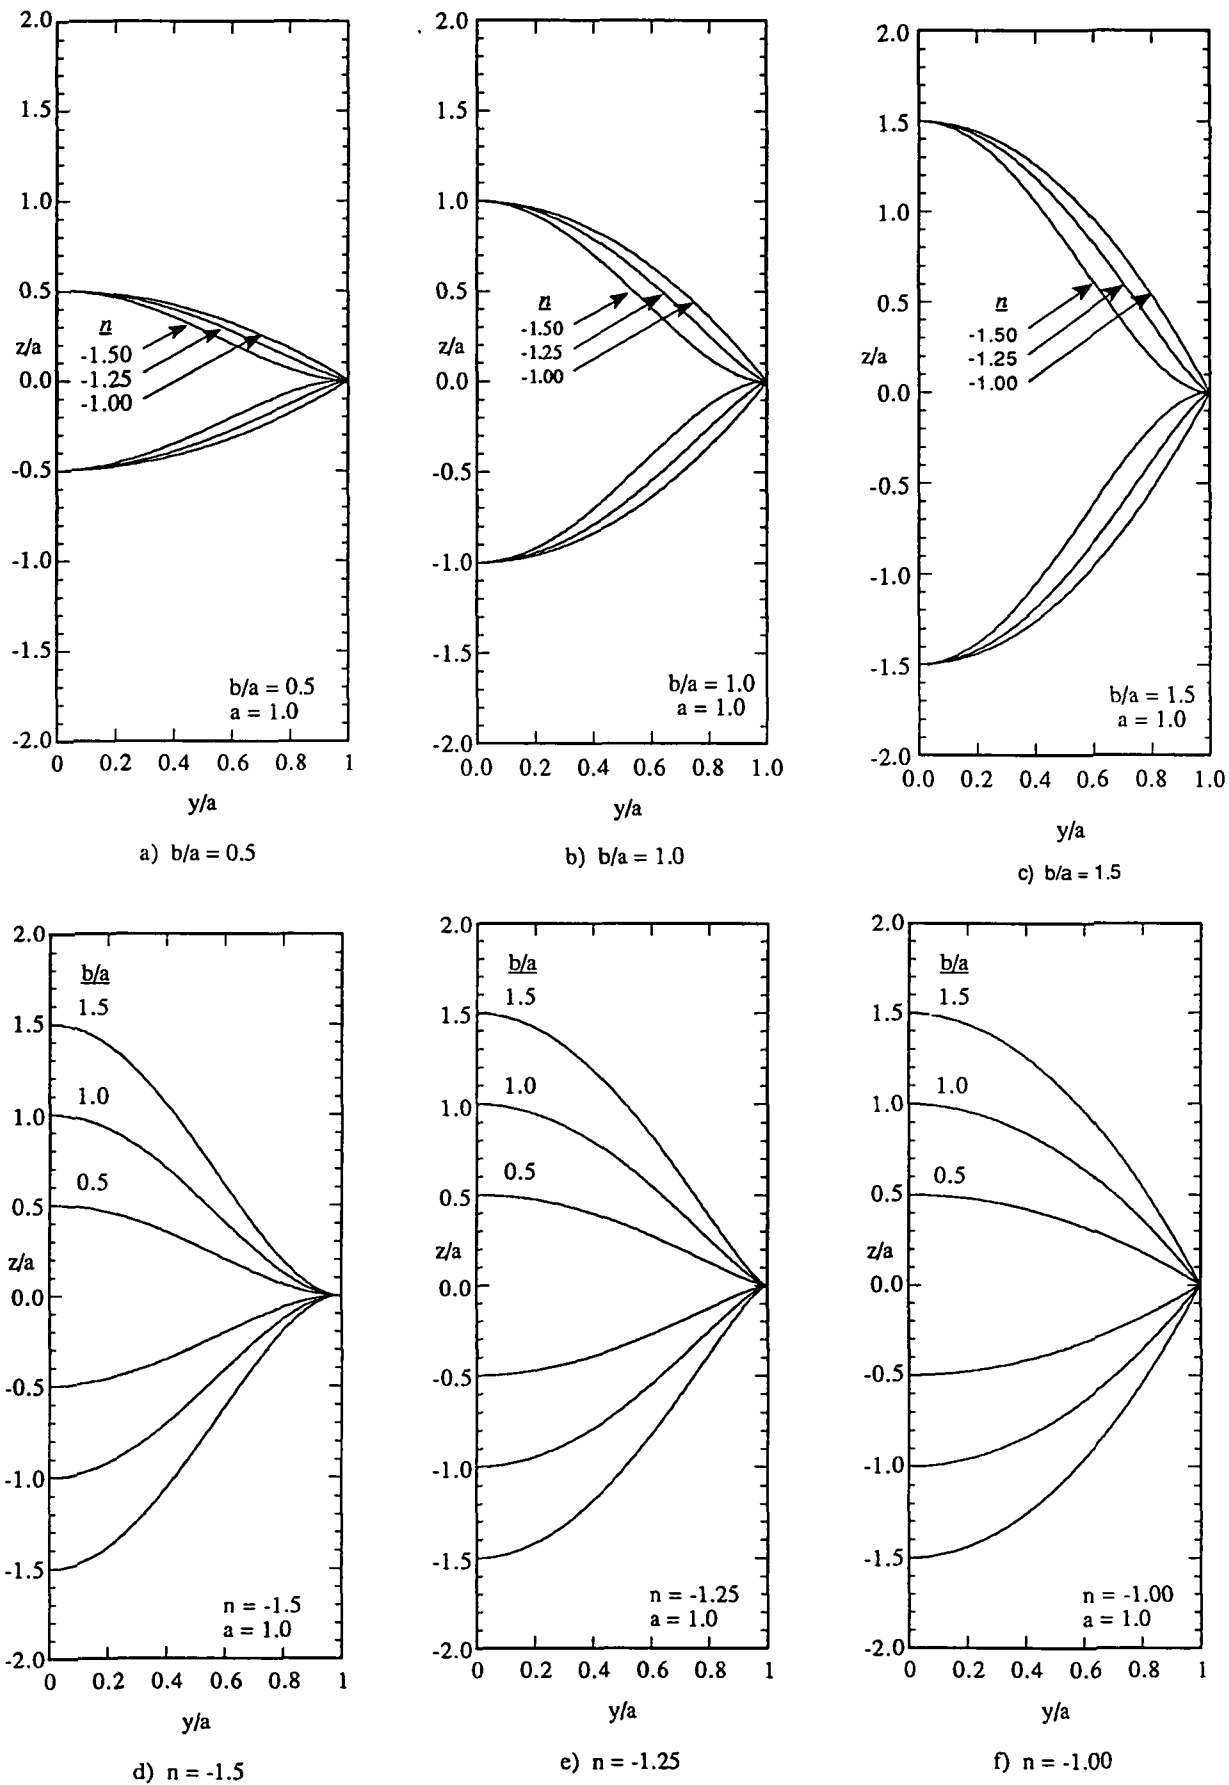 2.0
1.5
1.0
0.5
z/a
0.0
-0.5
-1.0
-1.5
-2.0
n
-1.50
-1.25
-1.00
b/a = 0.5
a = 1.0
0 0.2 0.4 0.6 0.8 1
y/a
a) b/a = 0.5
2.0
1.5
1.0
0.5
z/a
0.0
-0.5
-1.0
-1.5
-2.0
n
-1.50
-1.25
-1.00
b/a = 1.0
a = 1.0
0.0 0.2 0.4 0.6 0.8 1.0
y/a
b) b/a = 1.0
2.0
1.5
1.0
0.5
z/a
0.0
-0.5
-1.0
-1.5
-2.0
n
-1.50
-1.25
-1.00
b/a = 1.5
a = 1.0
0.0 0.2 0.4 0.6 0.8 1.0
y/a
c) b/a = 1.5
2.0
1.5
1.0
0.5
z/a
0.0
-0.5
-1.0
-1.5
-2.0
b/a
1.5
1.0
0.5
n = -1.5
a = 1.0
0 0.2 0.4 0.6 0.8 1
y/a
d) n = -1.5
2.0
1.5
1.0
0.5
z/a
0.0
-0.5
-1.0
-1.5
-2.0
b/a
1.5
1.0
0.5
n = -1.25
a = 1.0
0 0.2 0.4 0.6 0.8 1
y/a
e) n = -1.25
2.0
1.5
1.0
0.5
z/a
0.0
-0.5
-1.0
-1.5
-2.0
b/a
1.5
1.0
0.5
n = -1.00
a = 1.0
0 0.2 0.4 0.6 0.8 1
y/a
f) n = -1.00